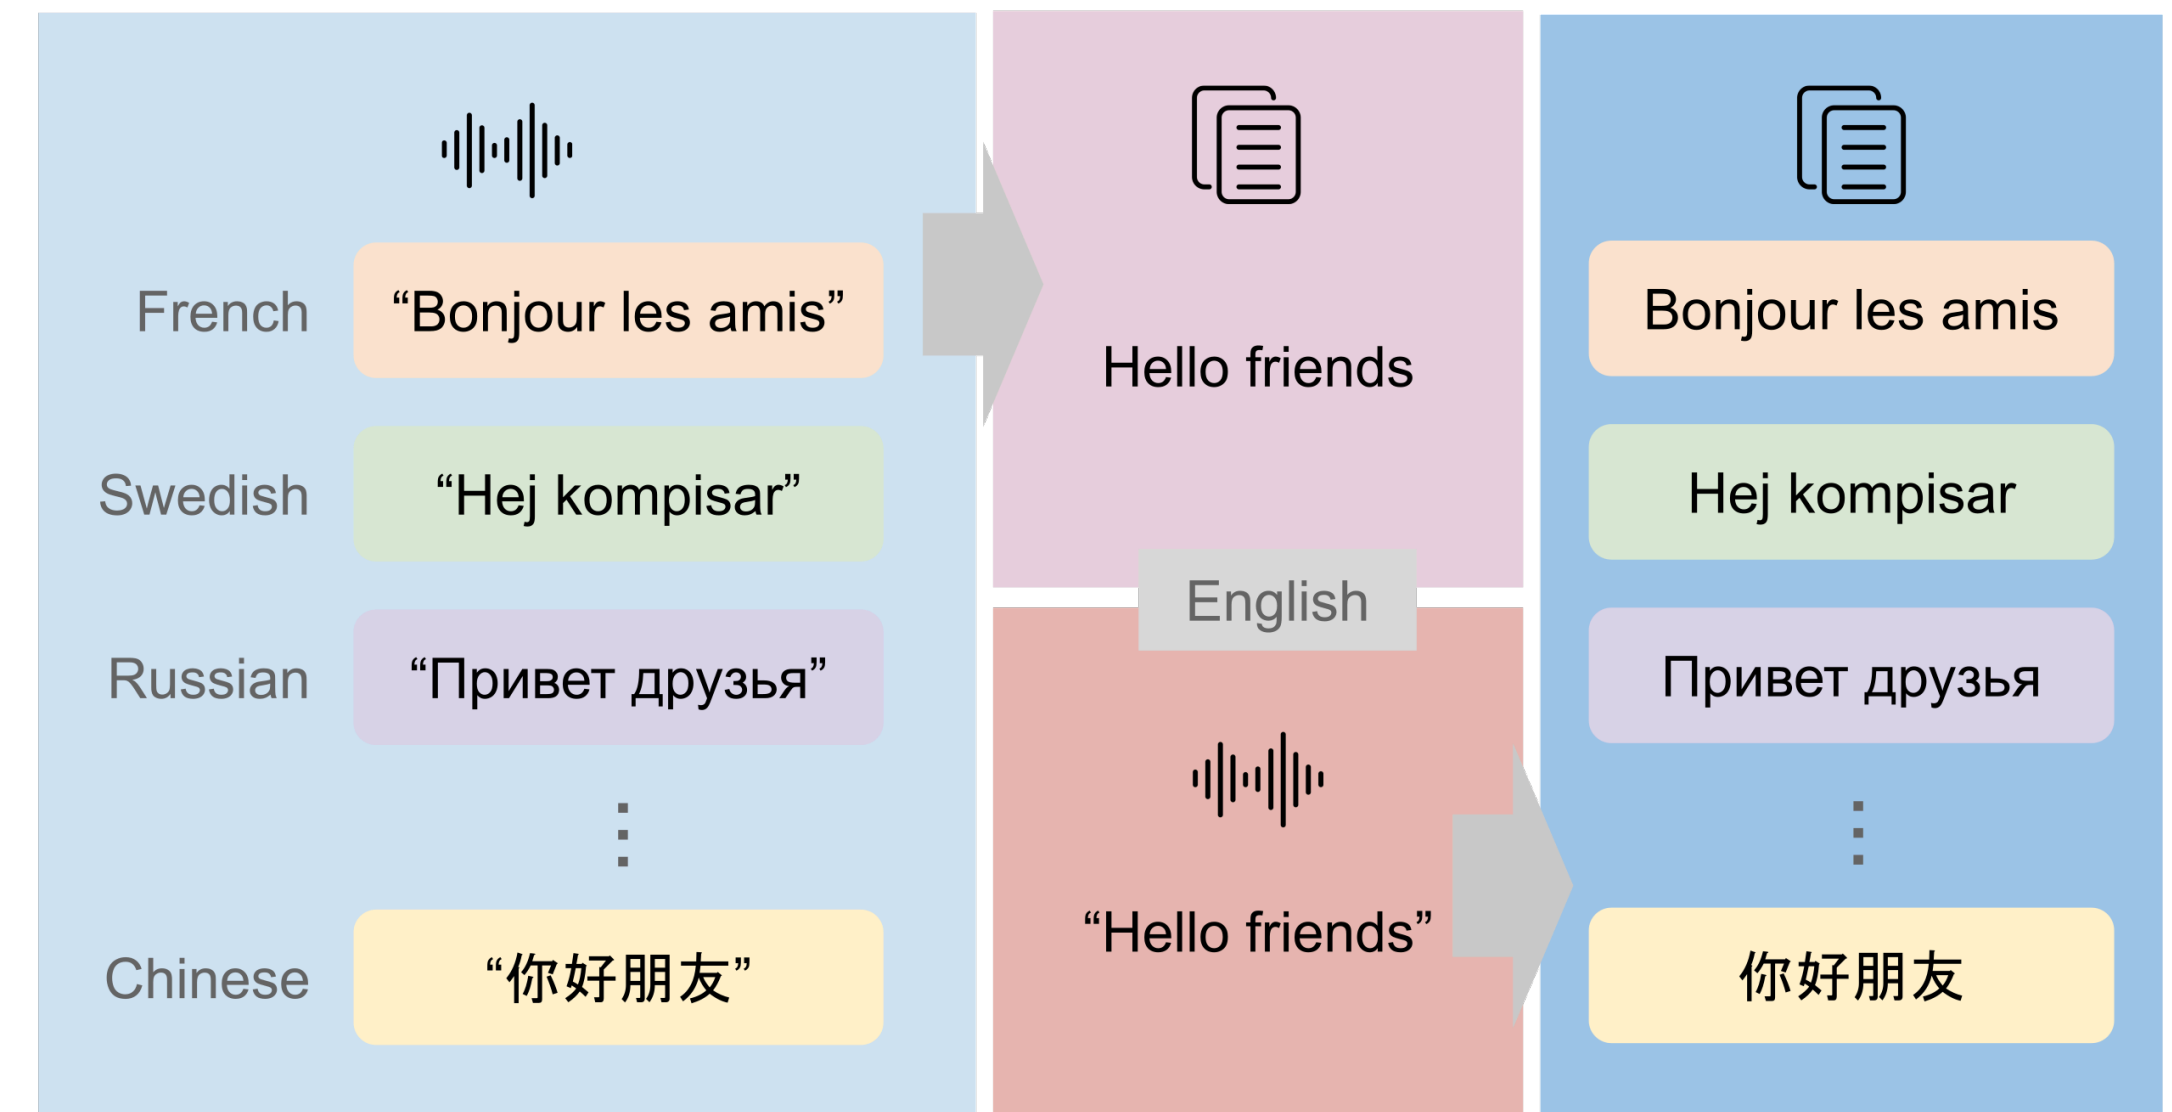 French
“Bonjour les amis”
Swedish
“Hej kompisar”
Russian
“Привет друзья”
Chinese
“你好朋友”
Hello friends
English
“Hello friends”
Bonjour les amis
Hej kompisar
Привет друзья
你好朋友